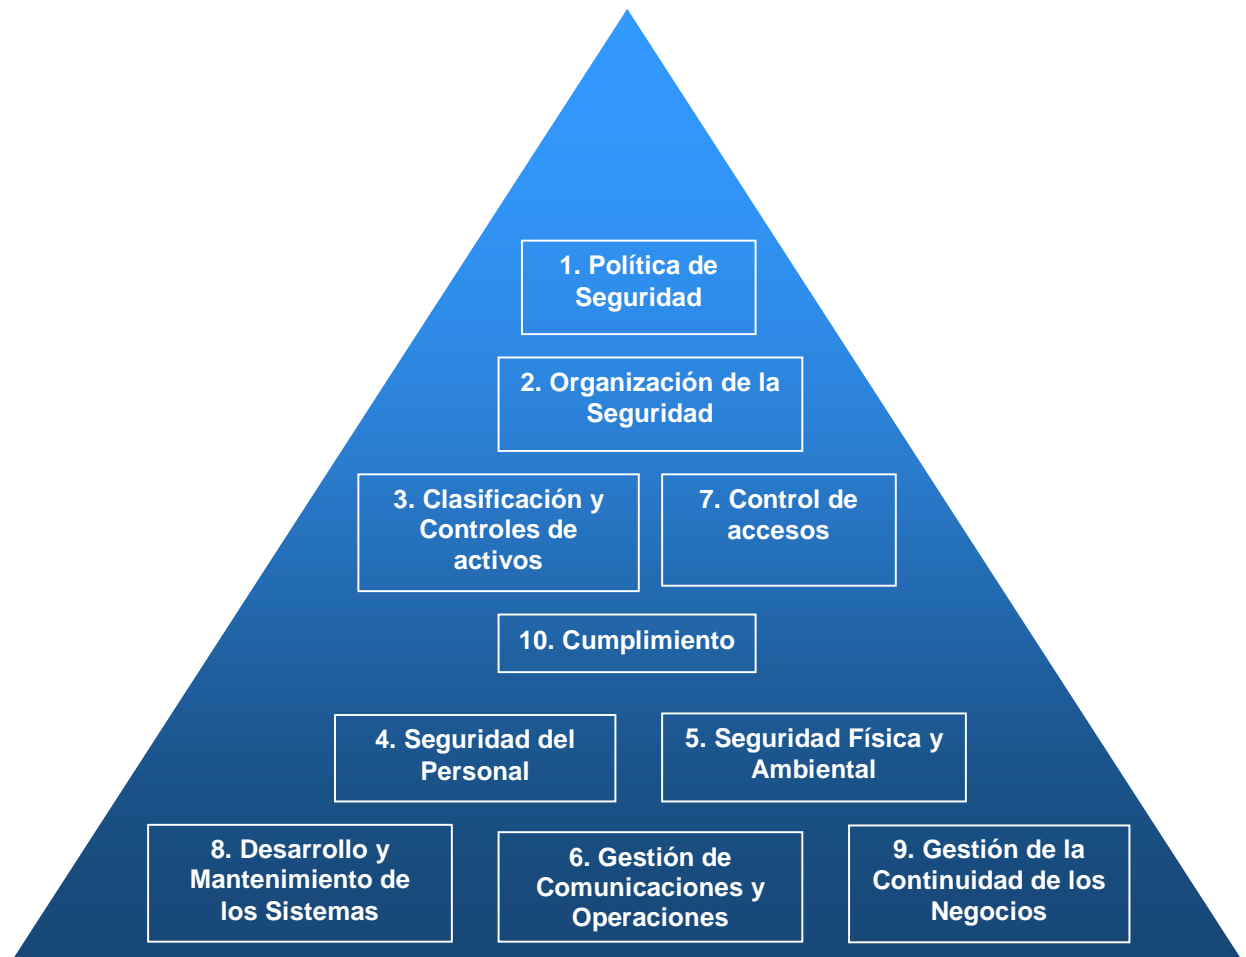 1. Política de
Seguridad
2. Organización de la
Seguridad
3. Clasificación y
Controles de
activos
7. Control de
accesos
10. Cumplimiento
4. Seguridad del
Personal
5. Seguridad Física y
Ambiental
8. Desarrollo y
Mantenimiento de
los Sistemas
6. Gestión de
Comunicaciones y
Operaciones
9. Gestión de la
Continuidad de los
Negocios